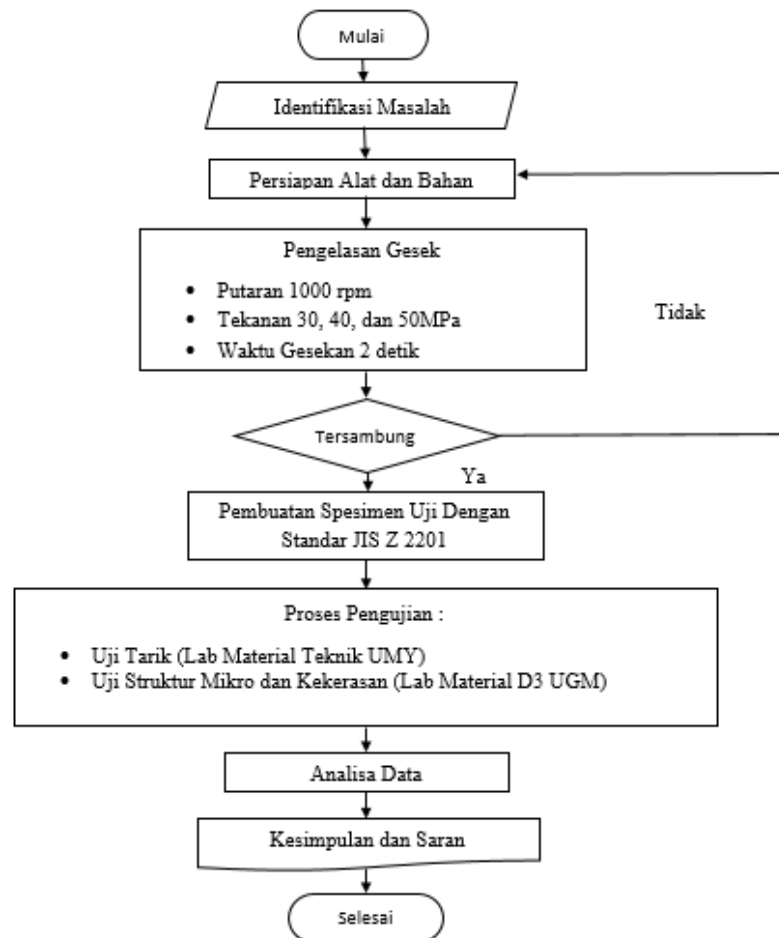 Mulai
Identifikasi Masalah
Persiapan Alat dan Bahan
Pengelasan Gesek
• Putaran 1000 rpm
• Tekanan 30, 40, dan 50MPa
• Waktu Gesekan 2 detik
Tidak
Tersambung
Ya
Pembuatan Spesimen Uji Dengan
Standar JIS Z 2201
Proses Pengujian :
• Uji Tarik (Lab Material Teknik UMY)
• Uji Struktur Mikro dan Kekerasan (Lab Material D3 UGM)
Analisa Data
Kesimpulan dan Saran
Selesai